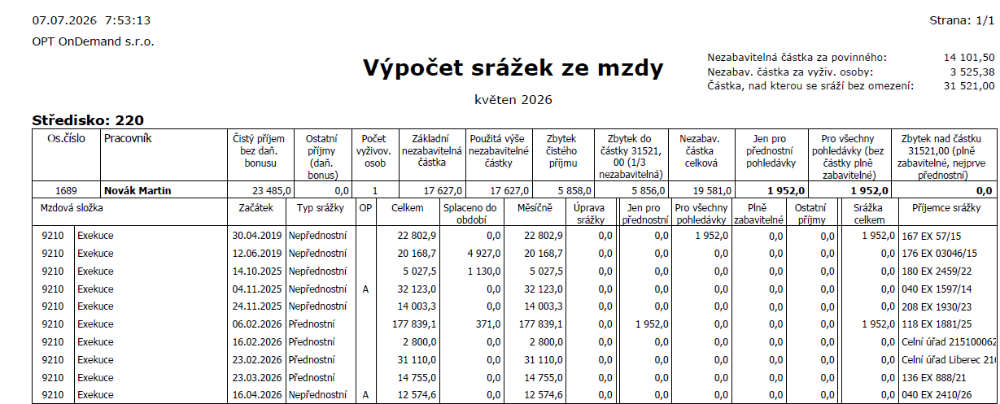 07.07.2026 7:53:13 Strana: 1/1
OPT OnDemand s.r.o.
Výpočet srážek ze mzdy
květen 2026
Nezabavitelná částka za povinného: 14 101,50
Nezabav. částka za vyživ. osoby: 3 525,38
Částka, nad kterou se sráží bez omezení: 31 521,00
Středisko: 220
Os.číslo Pracovník Čistý příjem bez daň. bonusu Ostatní příjmy (daň. bonus) Počet vyživov. osob Základní nezabavitelná částka Použitá výše nezabavitelné částky Zbytek čistého příjmu Zbytek do částky 31521, 00 (1/3 nezabavitelná) Nezabav. částka celková Jen pro přednostní pohledávky Pro všechny pohledávky (bez částky plně zabavitelné) Zbytek nad částku 31521,00 (plně zabavitelné, nejprve přednostní)
1689 Novák Martin 23 485,0 0,0 1 17 627,0 17 627,0 5 858,0 5 856,0 19 581,0 1 952,0 1 952,0 0,0
Mzdová složka Začátek Typ srážky OP Celkem Splaceno do období Měsíčně Úprava srážky Jen pro přednostní Pro všechny pohledávky Plně zabavitelné Ostatní příjmy Srážka celkem Příjemce srážky
9210 Exekuce 30.04.2019 Nepřednostní 22 802,9 0,0 22 802,9 0,0 0,0 1 952,0 0,0 0,0 1 952,0 167 EX 57/15
9210 Exekuce 12.06.2019 Nepřednostní 20 168,7 4 927,0 20 168,7 0,0 0,0 0,0 0,0 0,0 0,0 176 EX 03046/15
9210 Exekuce 14.10.2025 Nepřednostní 5 027,5 1 130,0 5 027,5 0,0 0,0 0,0 0,0 0,0 0,0 180 EX 2459/22
9210 Exekuce 04.11.2025 Nepřednostní A 32 123,0 0,0 32 123,0 0,0 0,0 0,0 0,0 0,0 0,0 040 EX 1597/14
9210 Exekuce 24.11.2025 Nepřednostní 14 003,3 0,0 14 003,3 0,0 0,0 0,0 0,0 0,0 0,0 208 EX 1930/23
9210 Exekuce 06.02.2026 Přednostní 177 839,1 371,0 177 839,1 0,0 1 952,0 0,0 0,0 0,0 1 952,0 118 EX 1881/25
9210 Exekuce 16.02.2026 Přednostní 2 800,0 0,0 2 800,0 0,0 0,0 0,0 0,0 0,0 0,0 Celní úřad 215100062
9210 Exekuce 23.02.2026 Přednostní 31 110,0 0,0 31 110,0 0,0 0,0 0,0 0,0 0,0 0,0 Celní úřad Liberec
9210 Exekuce 23.03.2026 Přednostní 14 755,0 0,0 14 755,0 0,0 0,0 0,0 0,0 0,0 0,0 136 EX 888/21
9210 Exekuce 16.04.2026 Nepřednostní A 12 574,6 0,0 12 574,6 0,0 0,0 0,0 0,0 0,0 0,0 040 EX 2410/26